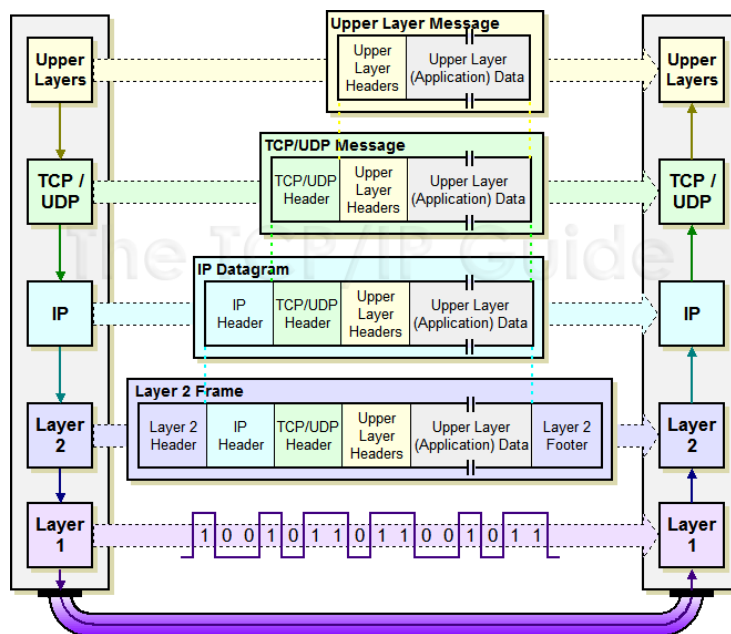 Upper Layer Message
Upper
Layers
Upper
Layer
Headers
Upper Layer
(Application) Data
Upper
Layers
TCP/UDP Message
TCP /
UDP
TCP/UDP
Header
Upper
Layer
Headers
Upper Layer
(Application) Data
TCP /
UDP
The TCP/IP Guide
IP Datagram
IP
IP
Header
TCP/UDP
Header
Upper
Layer
Headers
Upper Layer
(Application) Data
IP
Layer 2 Frame
Layer
2
Layer 2
Header
IP
Header
TCP/UDP
Header
Upper
Layer
Headers
Upper Layer
(Application) Data
Layer 2
Footer
Layer
2
Layer
1
1 0 0 1 0 1 1 0 1 1 0 0 1 0 1 1
Layer
1